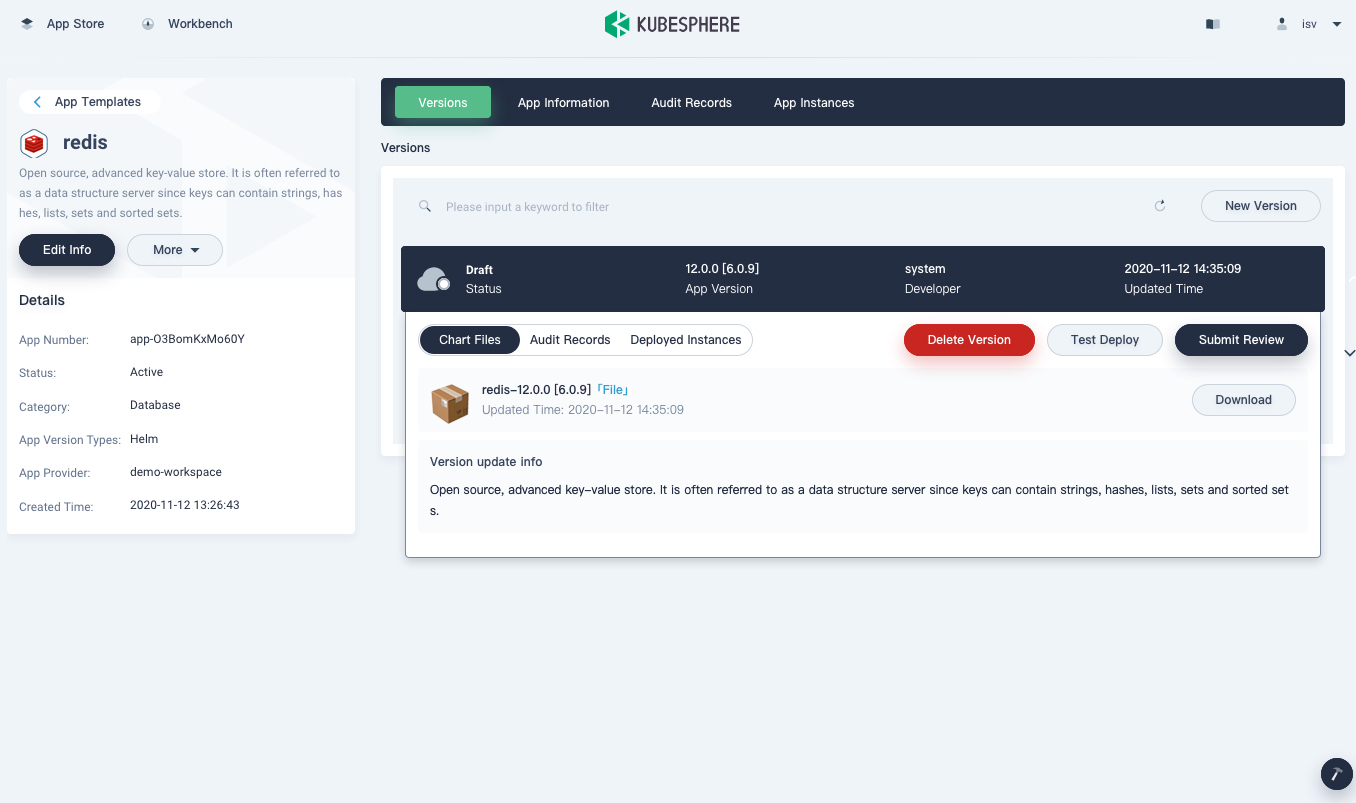 App Store
Workbench
KUBESPHERE
isv
App Templates
redis
Open source, advanced key-value store. It is often referred to
as a data structure server since keys can contain strings, has
hes, lists, sets and sorted sets.
Edit Info
More
Details
App Number: app-O3BomKxMo60Y
Status: Active
Category: Database
App Version Types: Helm
App Provider: demo-workspace
Created Time: 2020-11-12 13:26:43
Versions
App Information
Audit Records
App Instances
Versions
Please input a keyword to filter
New Version
Draft
Status
12.0.0 [6.0.9]
App Version
system
Developer
2020-11-12 14:35:09
Updated Time
Chart Files
Audit Records
Deployed Instances
Delete Version
Test Deploy
Submit Review
redis-12.0.0 [6.0.9] 「File」
Updated Time: 2020-11-12 14:35:09
Download
Version update info
Open source, advanced key-value store. It is often referred to as a data structure server since keys can contain strings, hashes, lists, sets and sorted set
s.